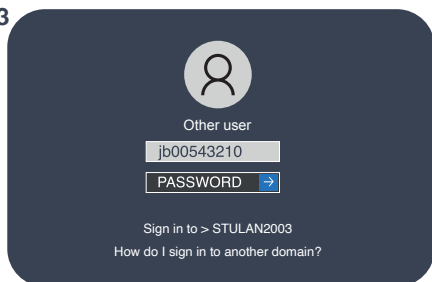 3
Other user
jb00543210
PASSWORD
Sign in to > STULAN2003
How do I sign in to another domain?